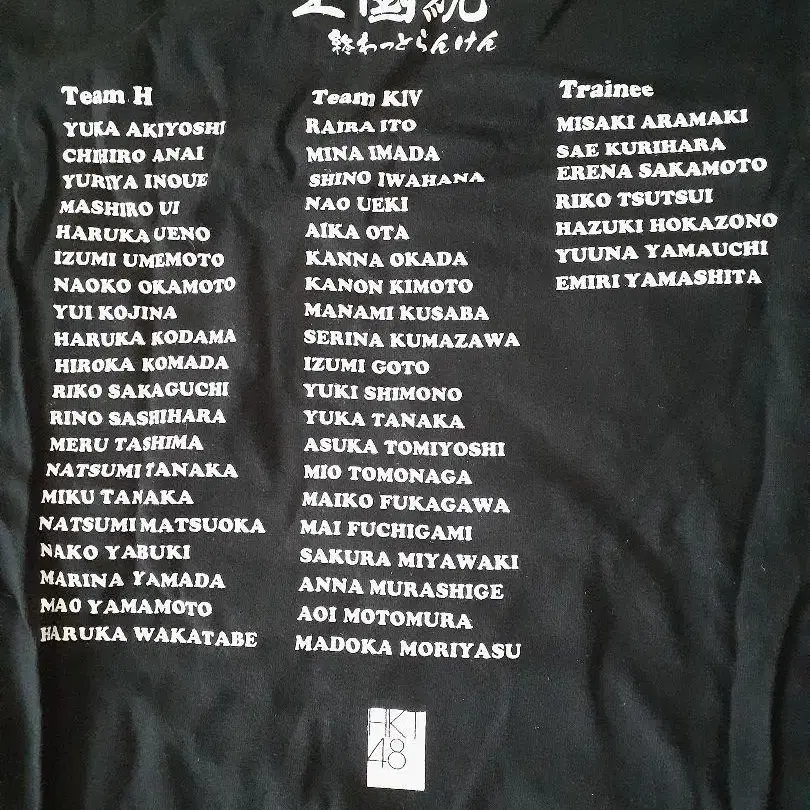 全国統
終わっとらんけん
Team H
YUKA AKIYOSHI
CHIHIRO ANAI
YURIYA INOUE
MASHIRO UI
HARUKA UENO
IZUMI UMEMOTO
NAOKO OKAMOTO
YUI KOJINA
HARUKA KODAMA
HIROKA KOMADA
RIKO SAKAGUCHI
RINO SASHIHARA
MERU TASHIMA
NATSUMI TANAKA
MIKU TANAKA
NATSUMI MATSUOKA
NAKO YABUKI
MARINA YAMADA
MAO YAMAMOTO
HARUKA WAKATABE
Team KIV
RAIRA ITO
MINA IMADA
SHINO IWAHANA
NAO UEKI
AIKA OTA
KANNA OKADA
KANON KIMOTO
MANAMI KUSABA
SERINA KUMAZAWA
IZUMI GOTO
YUKI SHIMONO
YUKA TANAKA
ASUKA TOMIYOSHI
MIO TOMONAGA
MAIKO FUKAGAWA
MAI FUCHIGAMI
SAKURA MIYAWAKI
ANNA MURASHIGE
AOI MOTOMURA
MADOKA MORIYASU
Trainee
MISAKI ARAMAKI
SAE KURIHARA
ERENA SAKAMOTO
RIKO TSUTSUI
HAZUKI HOKAZONO
YUUNA YAMAUCHI
EMIRI YAMASHITA
HKT
48